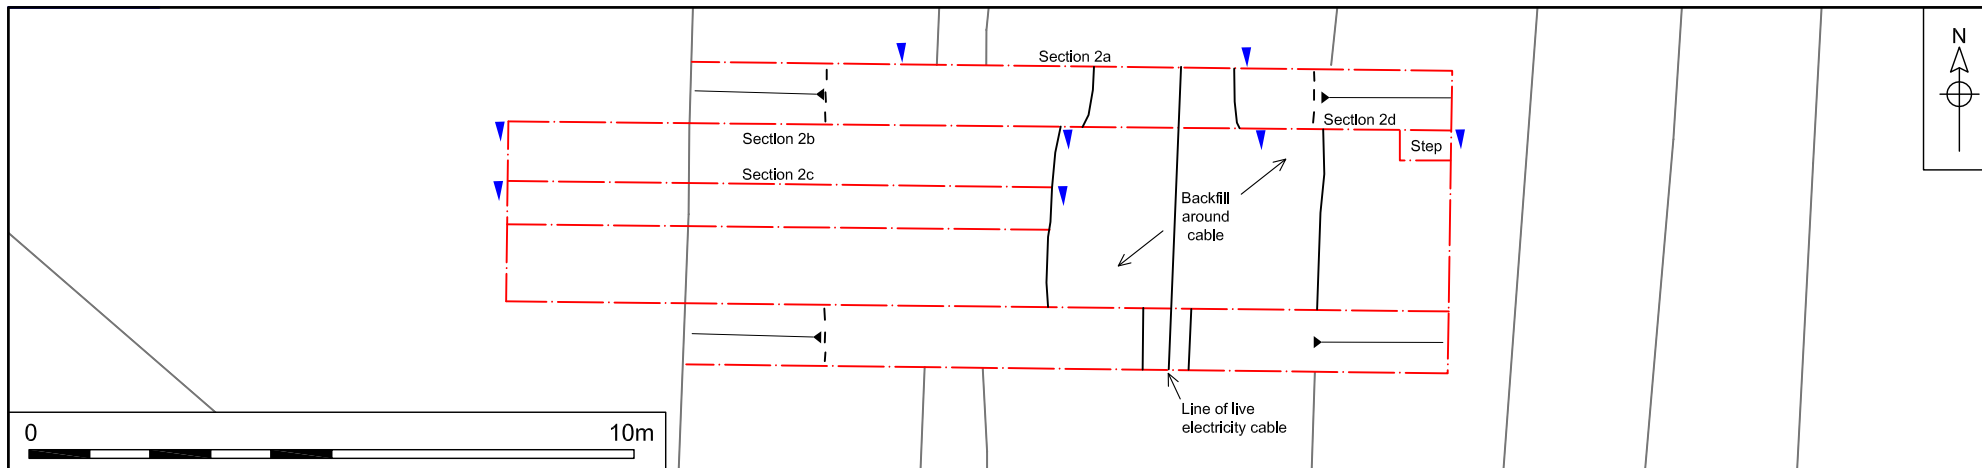 Section 2a
N
Section 2d
Section 2b
Step
Section 2c
Backfill
around
cable
Line of live
electricity cable
0 10m